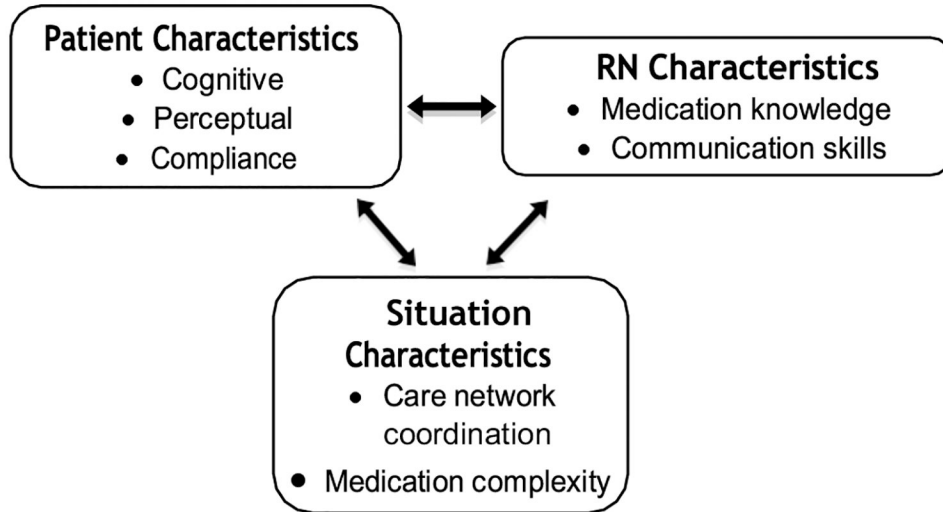 Patient Characteristics
• Cognitive
• Perceptual
• Compliance
RN Characteristics
• Medication knowledge
• Communication skills
Situation
Characteristics
• Care network
coordination
• Medication complexity